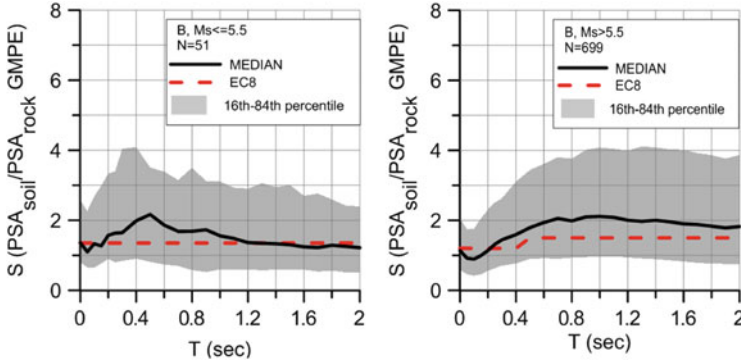 8
6
4
2
0
S (PSAsoil/PSArock GMPE)
B, Ms<=5.5
N=51
MEDIAN
EC8
16th-84th percentile
0 0.4 0.8 1.2 1.6 2
T (sec)
8
6
4
2
0
S (PSAsoil/PSArock GMPE)
B, Ms>5.5
N=699
MEDIAN
EC8
16th-84th percentile
0 0.4 0.8 1.2 1.6 2
T (sec)